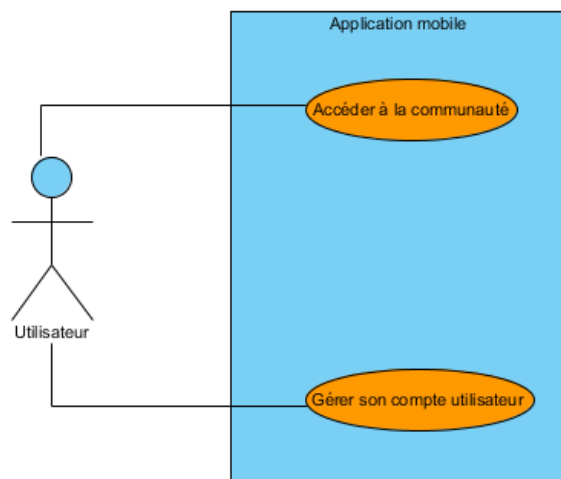 Application mobile
Accéder à la communauté
Utilisateur
Gérer son compte utilisateur